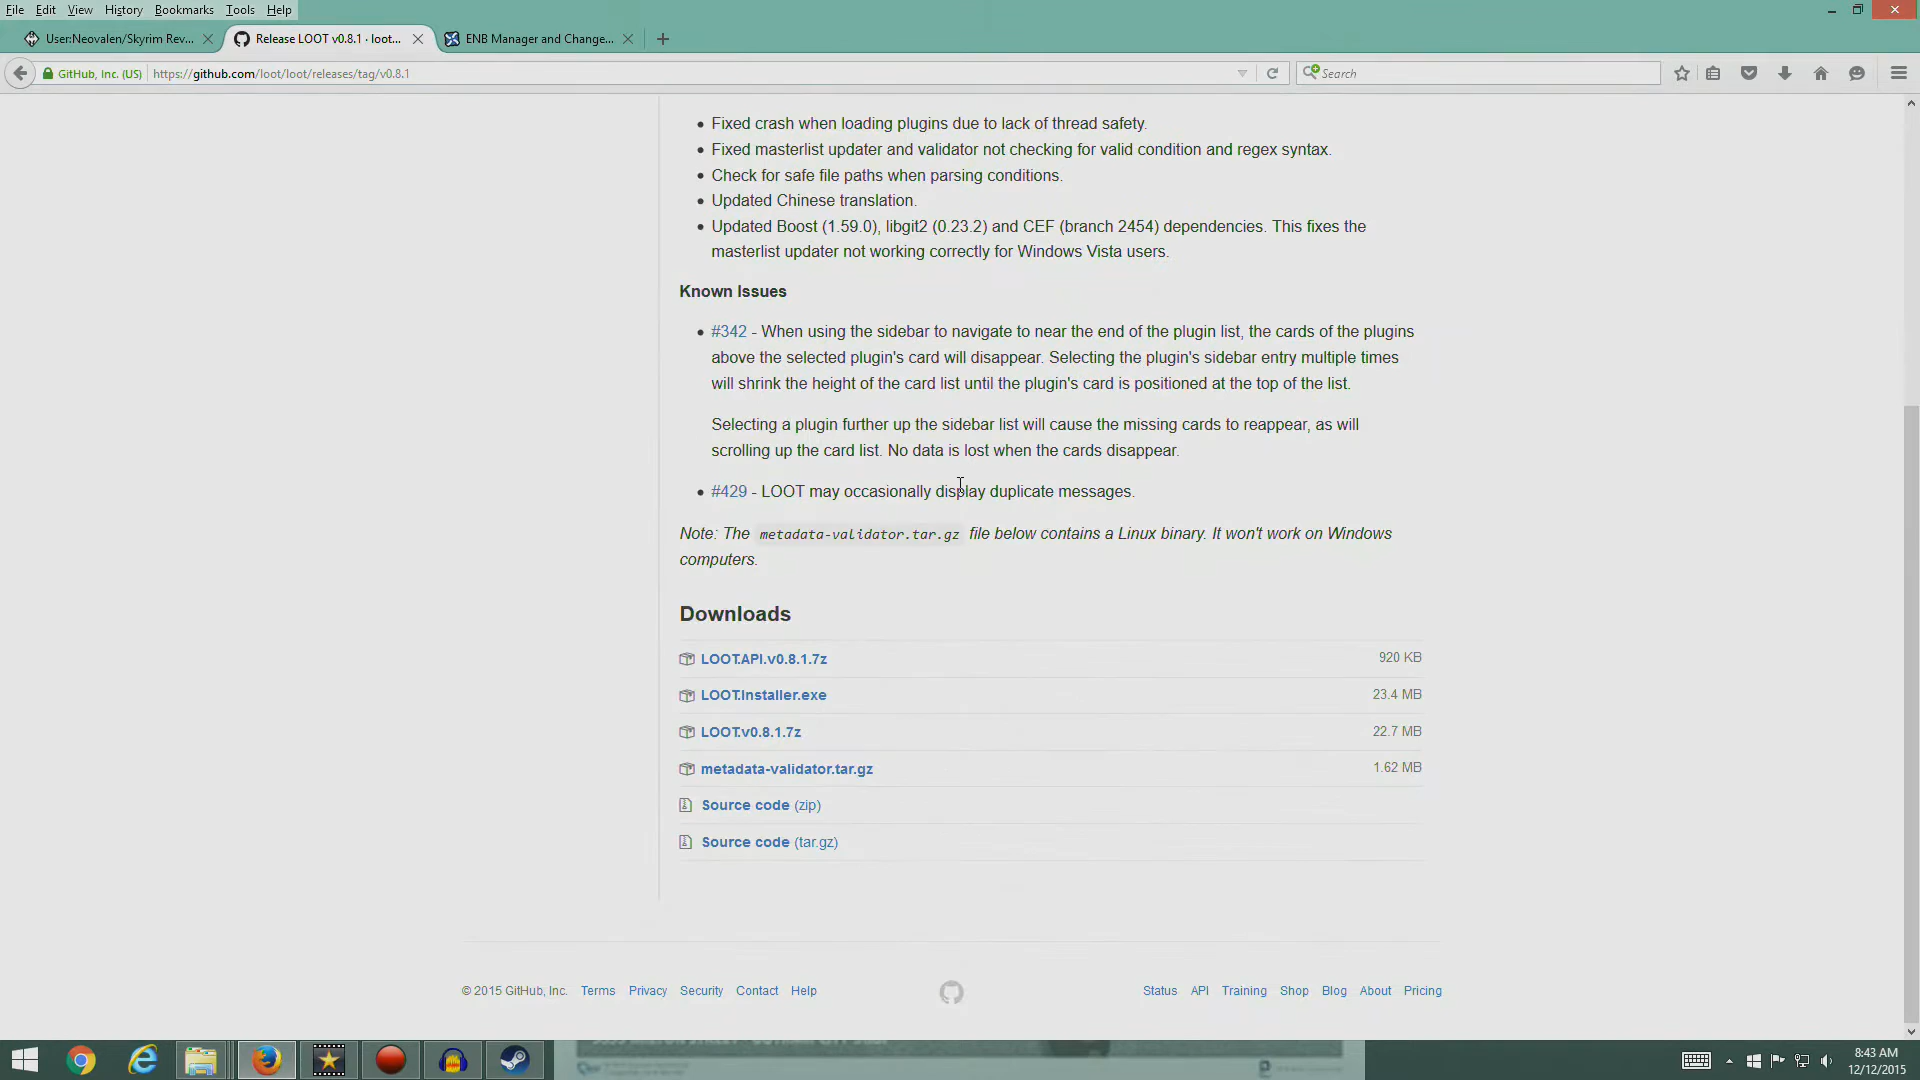 File Edit View History Bookmarks Tools Help
User:Neovalen/Skyrim Rev... Release LOOT v0.8.1 · loot... ENB Manager and Change...
GitHub, Inc. (US) https://github.com/loot/loot/releases/tag/v0.8.1 Search
Fixed crash when loading plugins due to lack of thread safety.
Fixed masterlist updater and validator not checking for valid condition and regex syntax.
Check for safe file paths when parsing conditions.
Updated Chinese translation.
Updated Boost (1.59.0), libgit2 (0.23.2) and CEF (branch 2454) dependencies. This fixes the
masterlist updater not working correctly for Windows Vista users.
Known Issues
#342 - When using the sidebar to navigate to near the end of the plugin list, the cards of the plugins
above the selected plugin's card will disappear. Selecting the plugin's sidebar entry multiple times
will shrink the height of the card list until the plugin's card is positioned at the top of the list.
Selecting a plugin further up the sidebar list will cause the missing cards to reappear, as will
scrolling up the card list. No data is lost when the cards disappear.
#429 - LOOT may occasionally display duplicate messages.
Note: The metadata-validator.tar.gz file below contains a Linux binary. It won't work on Windows
computers.
Downloads
LOOT.API.v0.8.1.7z 920 KB
LOOT.Installer.exe 23.4 MB
LOOT.v0.8.1.7z 22.7 MB
metadata-validator.tar.gz 1.62 MB
Source code (zip)
Source code (tar.gz)
© 2015 GitHub, Inc. Terms Privacy Security Contact Help Status API Training Shop Blog About Pricing
8:43 AM
12/12/2015